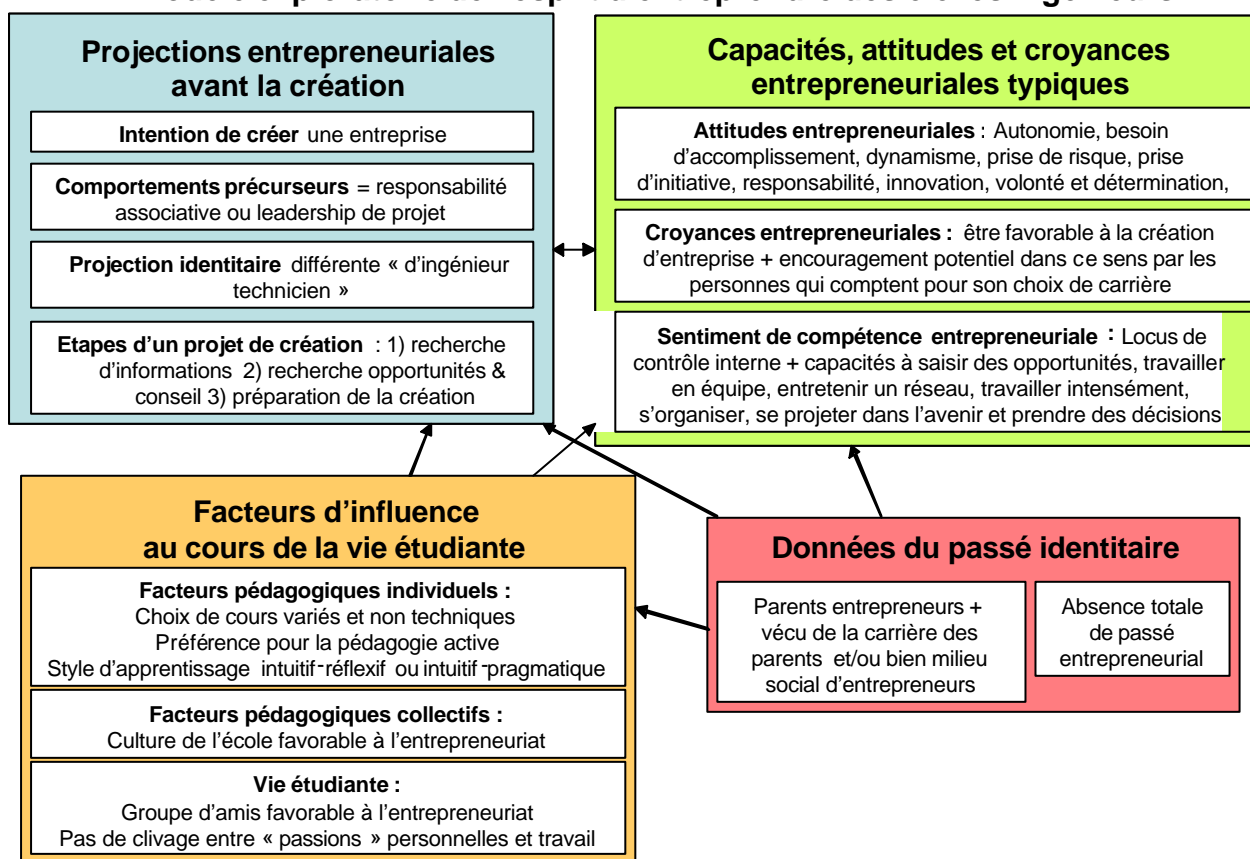 Projections entrepreneuriales
avant la création
Intention de créer une entreprise
Comportements précurseurs = responsabilité
associative ou leadership de projet
Projection identitaire différente « d'ingénieur
technicien »
Etapes d'un projet de création : 1) recherche
d'informations 2) recherche opportunités &
conseil 3) préparation de la création
Capacités, attitudes et croyances
entrepreneuriales typiques
Attitudes entrepreneuriales : Autonomie, besoin
d'accomplissement, dynamisme, prise de risque, prise
d'initiative, responsabilité, innovation, volonté et détermination,
Croyances entrepreneuriales : être favorable à la création
d'entreprise + encouragement potentiel dans ce sens par les
personnes qui comptent pour son choix de carrière
Sentiment de compétence entrepreneuriale : Locus de
contrôle interne + capacités à saisir des opportunités, travailler
en équipe, entretenir un réseau, travailler intensément,
s'organiser, se projeter dans l'avenir et prendre des décisions
Facteurs d'influence
au cours de la vie étudiante
Facteurs pédagogiques individuels :
Choix de cours variés et non techniques
Préférence pour la pédagogie active
Style d'apprentissage intuitif-réflexif ou intuitif-pragmatique
Facteurs pédagogiques collectifs :
Culture de l'école favorable à l'entrepreneuriat
Vie étudiante :
Groupe d'amis favorable à l'entrepreneuriat
Pas de clivage entre « passions » personnelles et travail
Données du passé identitaire
Parents entrepreneurs +
vécu de la carrière des
parents et/ou bien milieu
social d'entrepreneurs
Absence totale
de passé
entrepreneurial